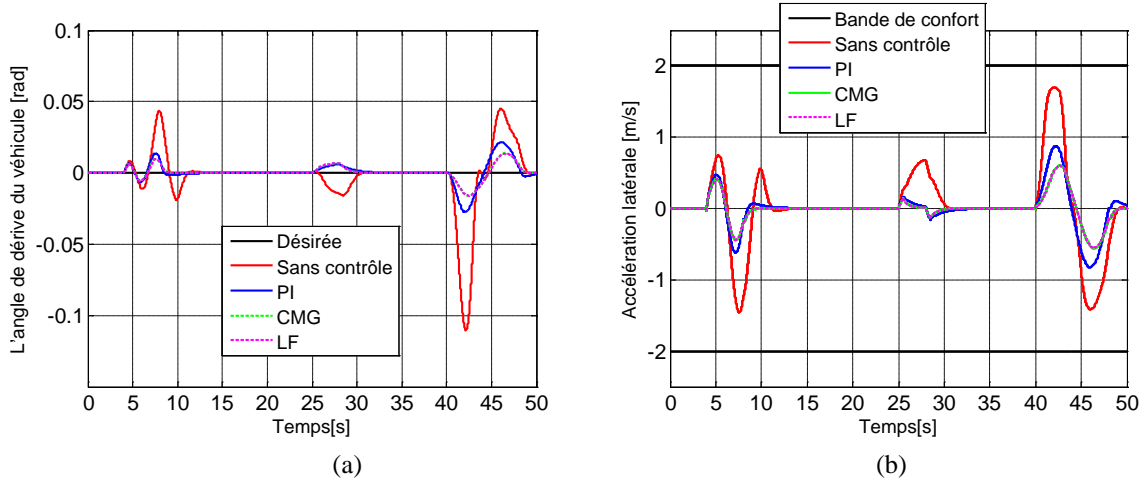 0.1
0.05
0
-0.05
-0.1
L'angle de dérive du véhicule [rad]
Désirée
Sans contrôle
PI
CMG
LF
0 5 10 15 20 25 30 35 40 45 50
Temps[s]
(a)
Bande de confort
Sans contrôle
PI
CMG
LF
2
1
0
-1
-2
Accélération latérale [m/s]
0 5 10 15 20 25 30 35 40 45 50
Temps[s]
(b)